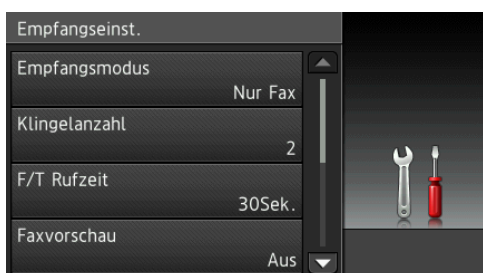 Empfangseinst.
Empfangsmodus
Nur Fax
Klingelanzahl
2
F/T Rufzeit
30Sek.
Faxvorschau
Aus